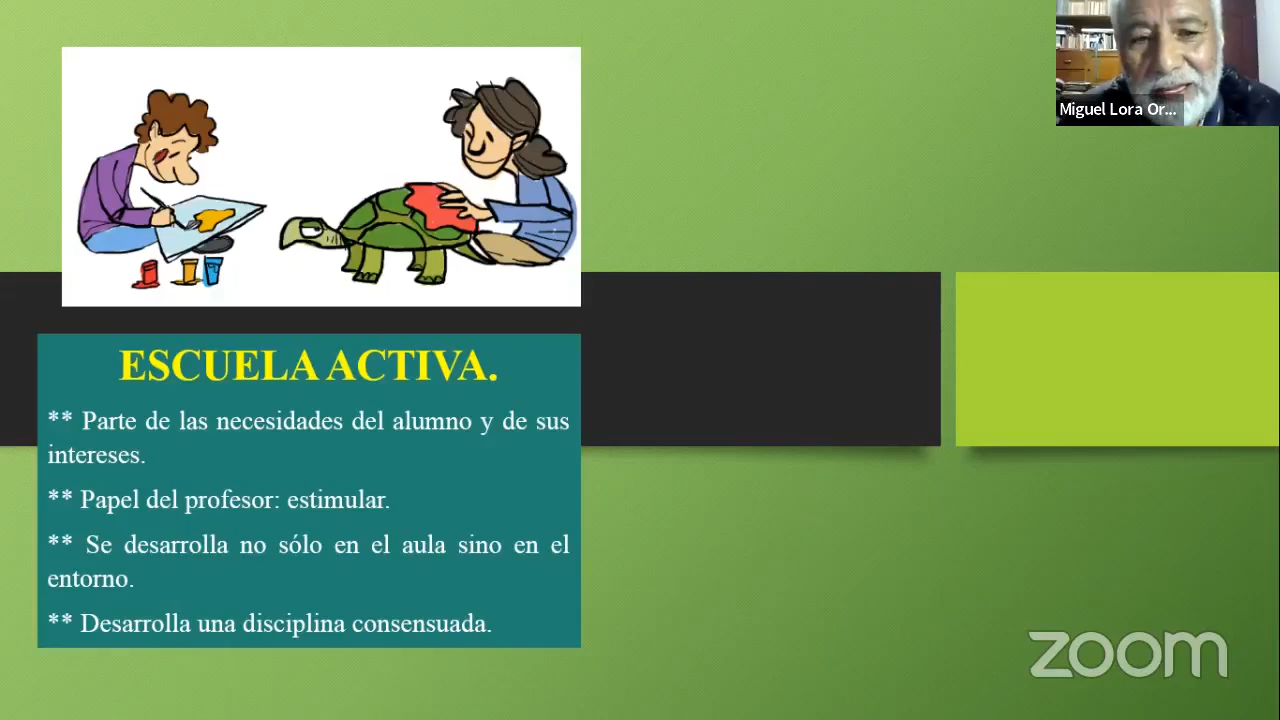 Miguel Lora Or...
ESCUELA ACTIVA.
** Parte de las necesidades del alumno y de sus
intereses.
** Papel del profesor: estimular.
** Se desarrolla no sólo en el aula sino en el
entorno.
** Desarrolla una disciplina consensuada.
zoom